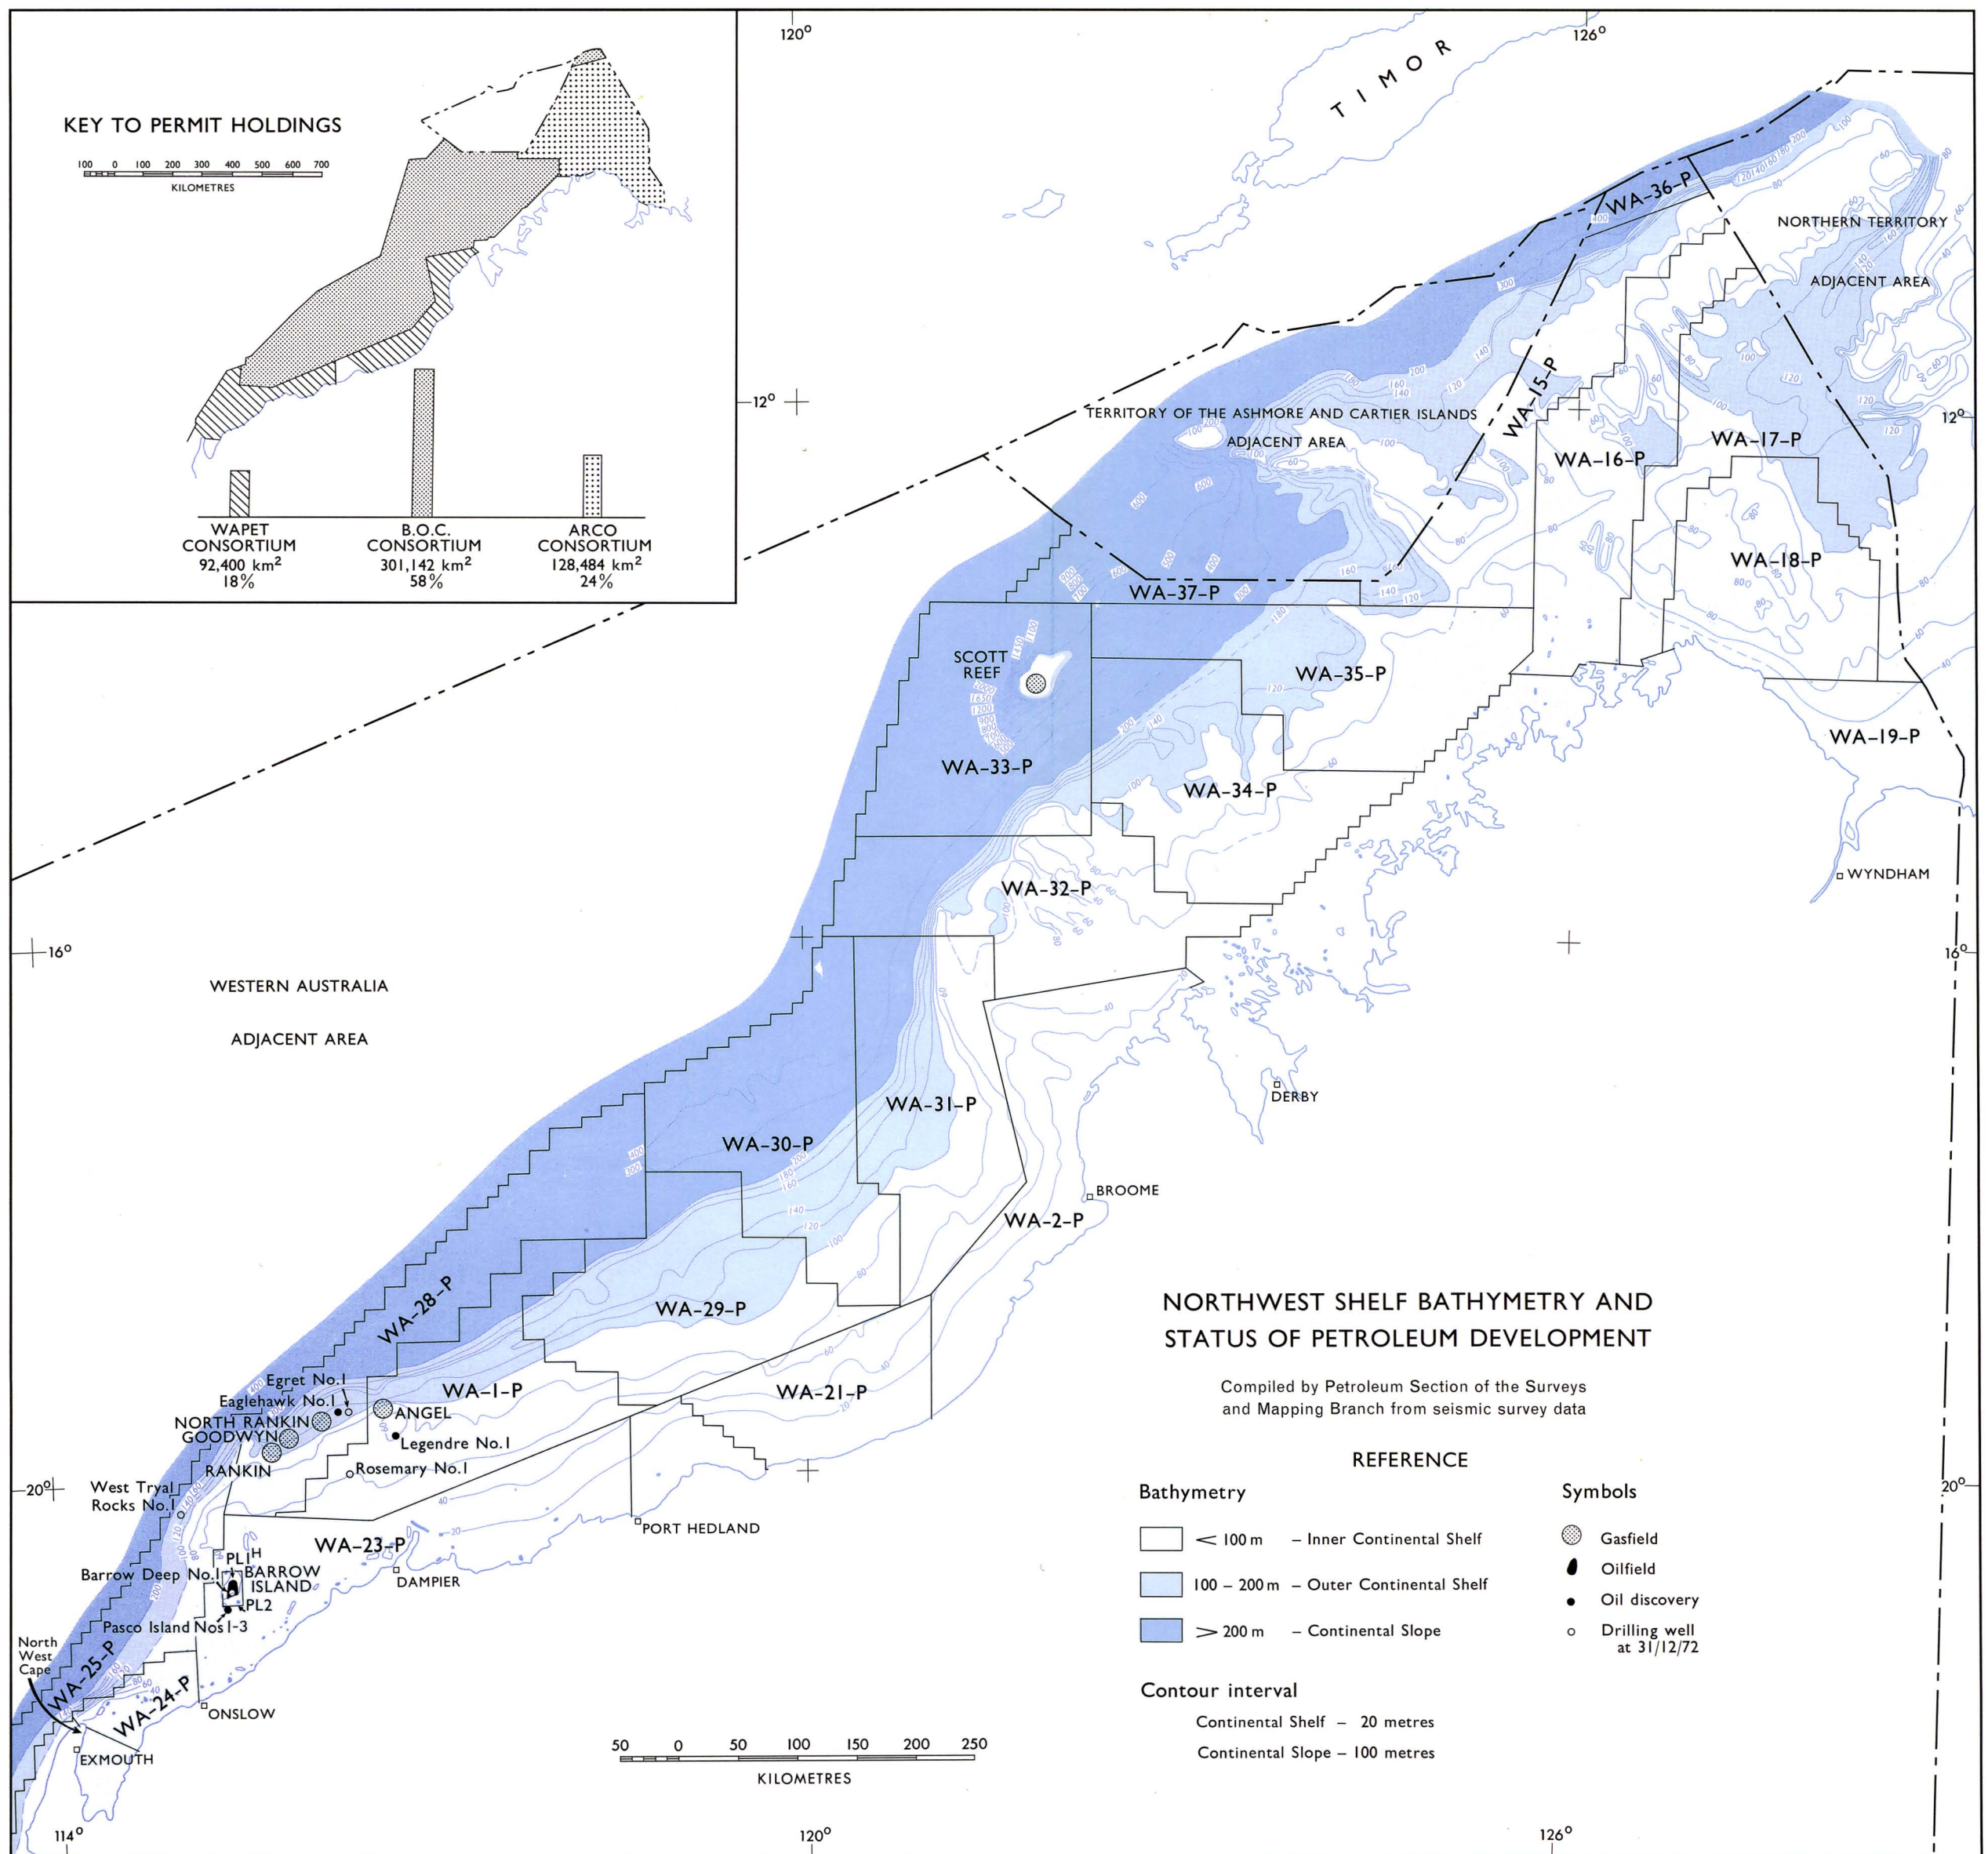 KEY TO PERMIT HOLDINGS
100 0 100 200 300 400 500 600 700
KILOMETRES
WAPET
CONSORTIUM
92,400 km²
18%
B.O.C.
CONSORTIUM
301,142 km²
58%
ARCO
CONSORTIUM
128,484 km²
24%
120°
126°
TIMOR
12°
12°
NORTHERN TERRITORY
ADJACENT AREA
TERRITORY OF THE ASHMORE AND CARTIER ISLANDS
ADJACENT AREA
WA-36-P
WA-15-P
WA-16-P
WA-17-P
WA-18-P
WA-37-P
SCOTT
REEF
WA-35-P
WA-33-P
WA-34-P
WA-19-P
WYNDHAM
WA-32-P
16°
16°
WESTERN AUSTRALIA
ADJACENT AREA
DERBY
WA-31-P
WA-30-P
BROOME
WA-2-P
WA-28-P
WA-29-P
WA-1-P
WA-21-P
Egret No.1
Eaglehawk No.1
NORTH RANKIN
GOODWYN
RANKIN
ANGEL
Legendre No.1
Rosemary No.1
West Tryal
Rocks No.1
20°
20°
PORT HEDLAND
WA-23-P
DAMPIER
PL1H
BARROW
ISLAND
Barrow Deep No.1
PL2
Pasco Island Nos 1-3
North
West
Cape
WA-25-P
WA-24-P
ONSLOW
EXMOUTH
50 0 50 100 150 200 250
KILOMETRES
114°
120°
126°
NORTHWEST SHELF BATHYMETRY AND
STATUS OF PETROLEUM DEVELOPMENT
Compiled by Petroleum Section of the Surveys
and Mapping Branch from seismic survey data
REFERENCE
Bathymetry
< 100 m – Inner Continental Shelf
100 – 200 m – Outer Continental Shelf
> 200 m – Continental Slope
Contour interval
Continental Shelf – 20 metres
Continental Slope – 100 metres
Symbols
Gasfield
Oilfield
Oil discovery
Drilling well
at 31/12/72